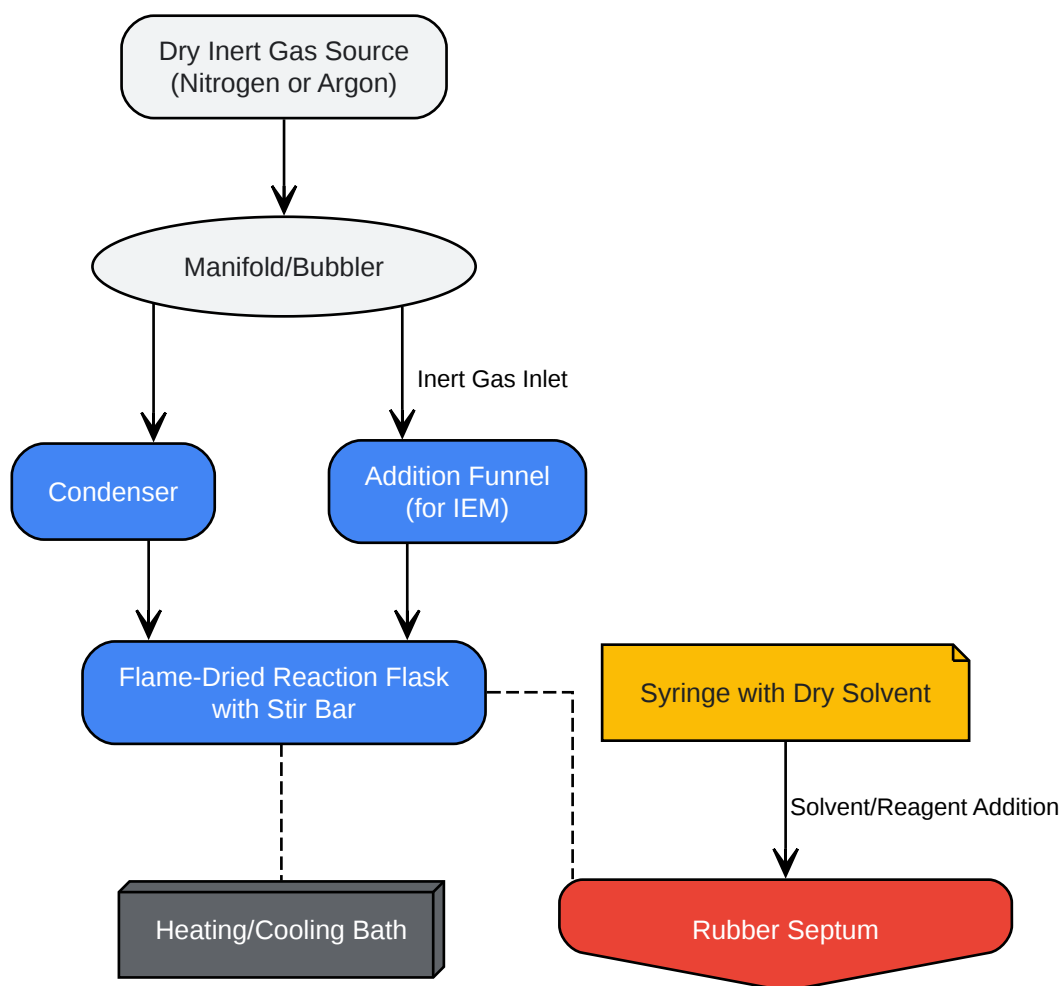 Dry Inert Gas Source
(Nitrogen or Argon)
Manifold/Bubbler
Inert Gas Inlet
Condenser
Addition Funnel
(for IEM)
Flame-Dried Reaction Flask
with Stir Bar
Syringe with Dry Solvent
Solvent/Reagent Addition
Heating/Cooling Bath
Rubber Septum